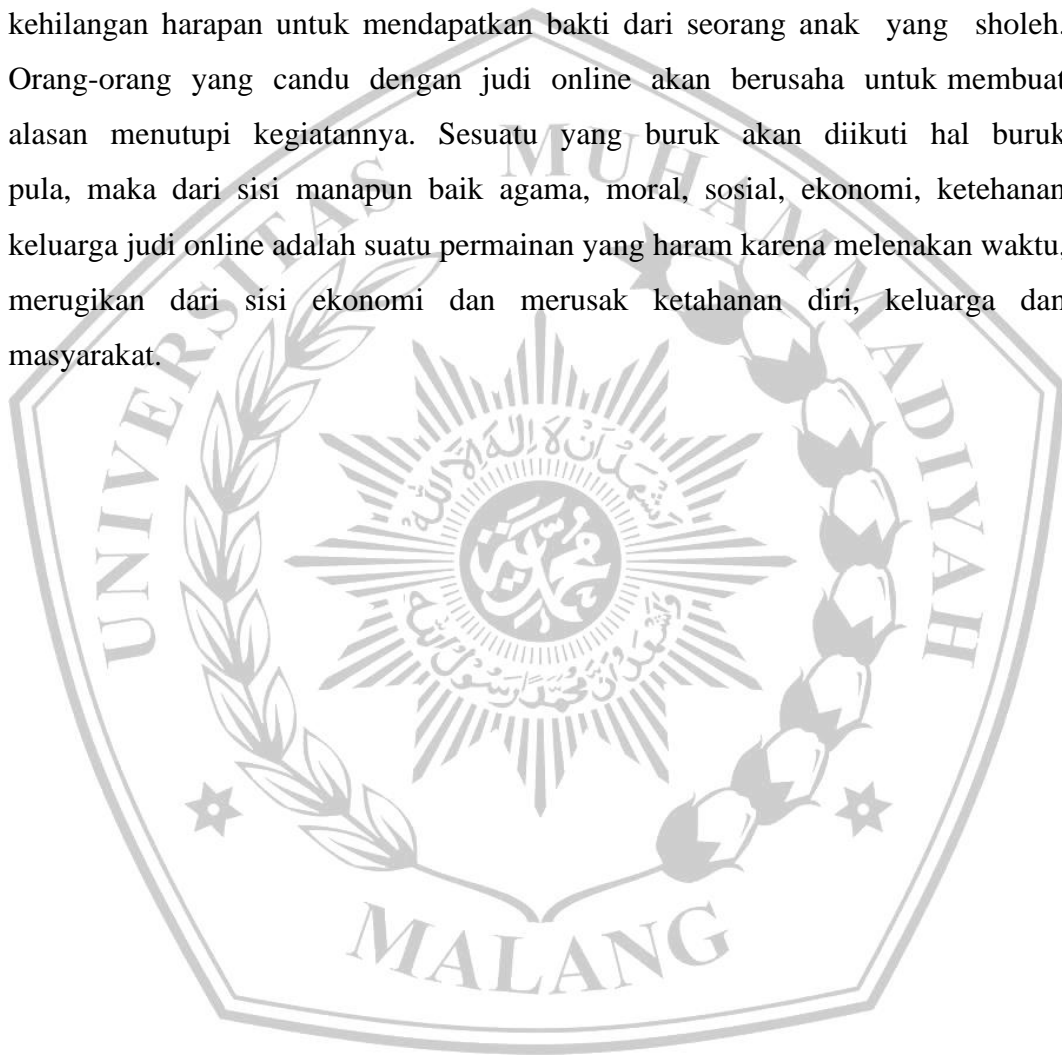 kehilangan harapan untuk mendapatkan bakti dari seorang anak yang sholeh.
Orang-orang yang candu dengan judi online akan berusaha untuk membuat
alasan menutupi kegiatannya. Sesuatu yang buruk akan diikuti hal buruk
pula, maka dari sisi manapun baik agama, moral, sosial, ekonomi, ketehanan
keluarga judi online adalah suatu permainan yang haram karena melenakan waktu,
merugikan dari sisi ekonomi dan merusak ketahanan diri, keluarga dan
masyarakat.
UNIVERSITAS MUHAMMADIYAH
MALANG